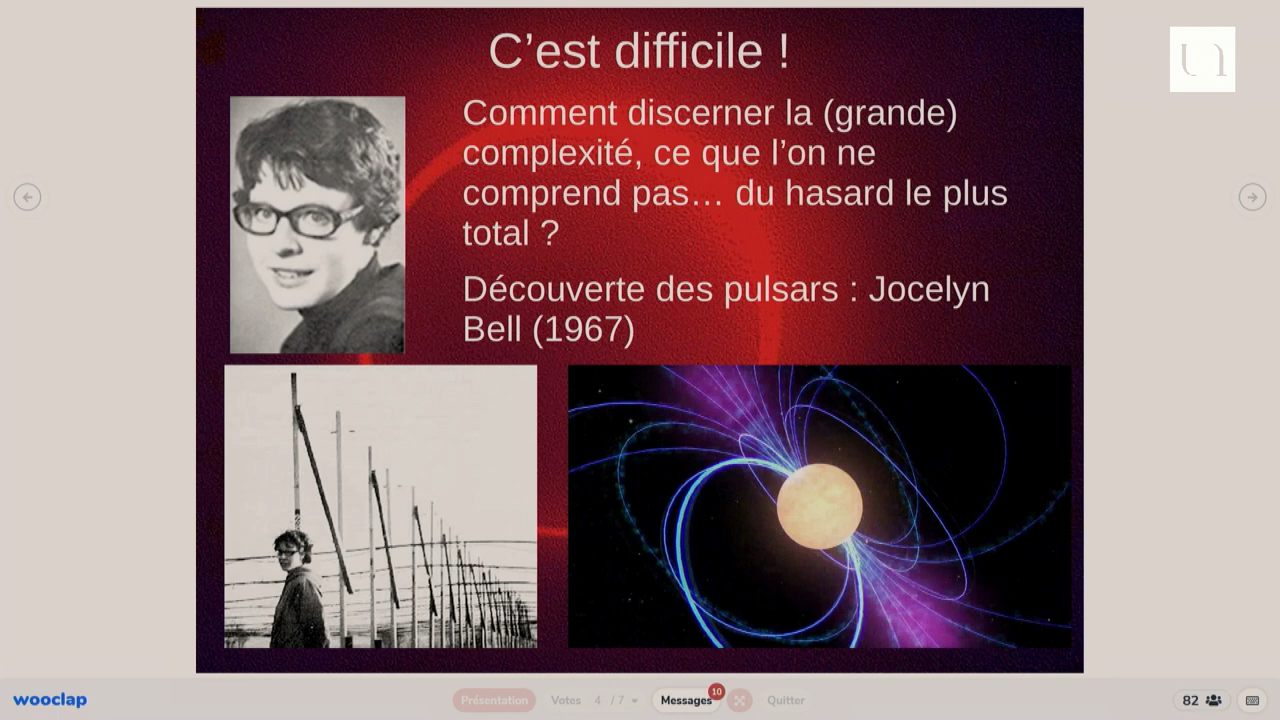 C’est difficile !
Comment discerner la (grande)
complexité, ce que l’on ne
comprend pas… du hasard le plus
total ?
Découverte des pulsars : Jocelyn
Bell (1967)
wooclap
Présentation
Votes
4 / 7
Messages
10
Quitter
82